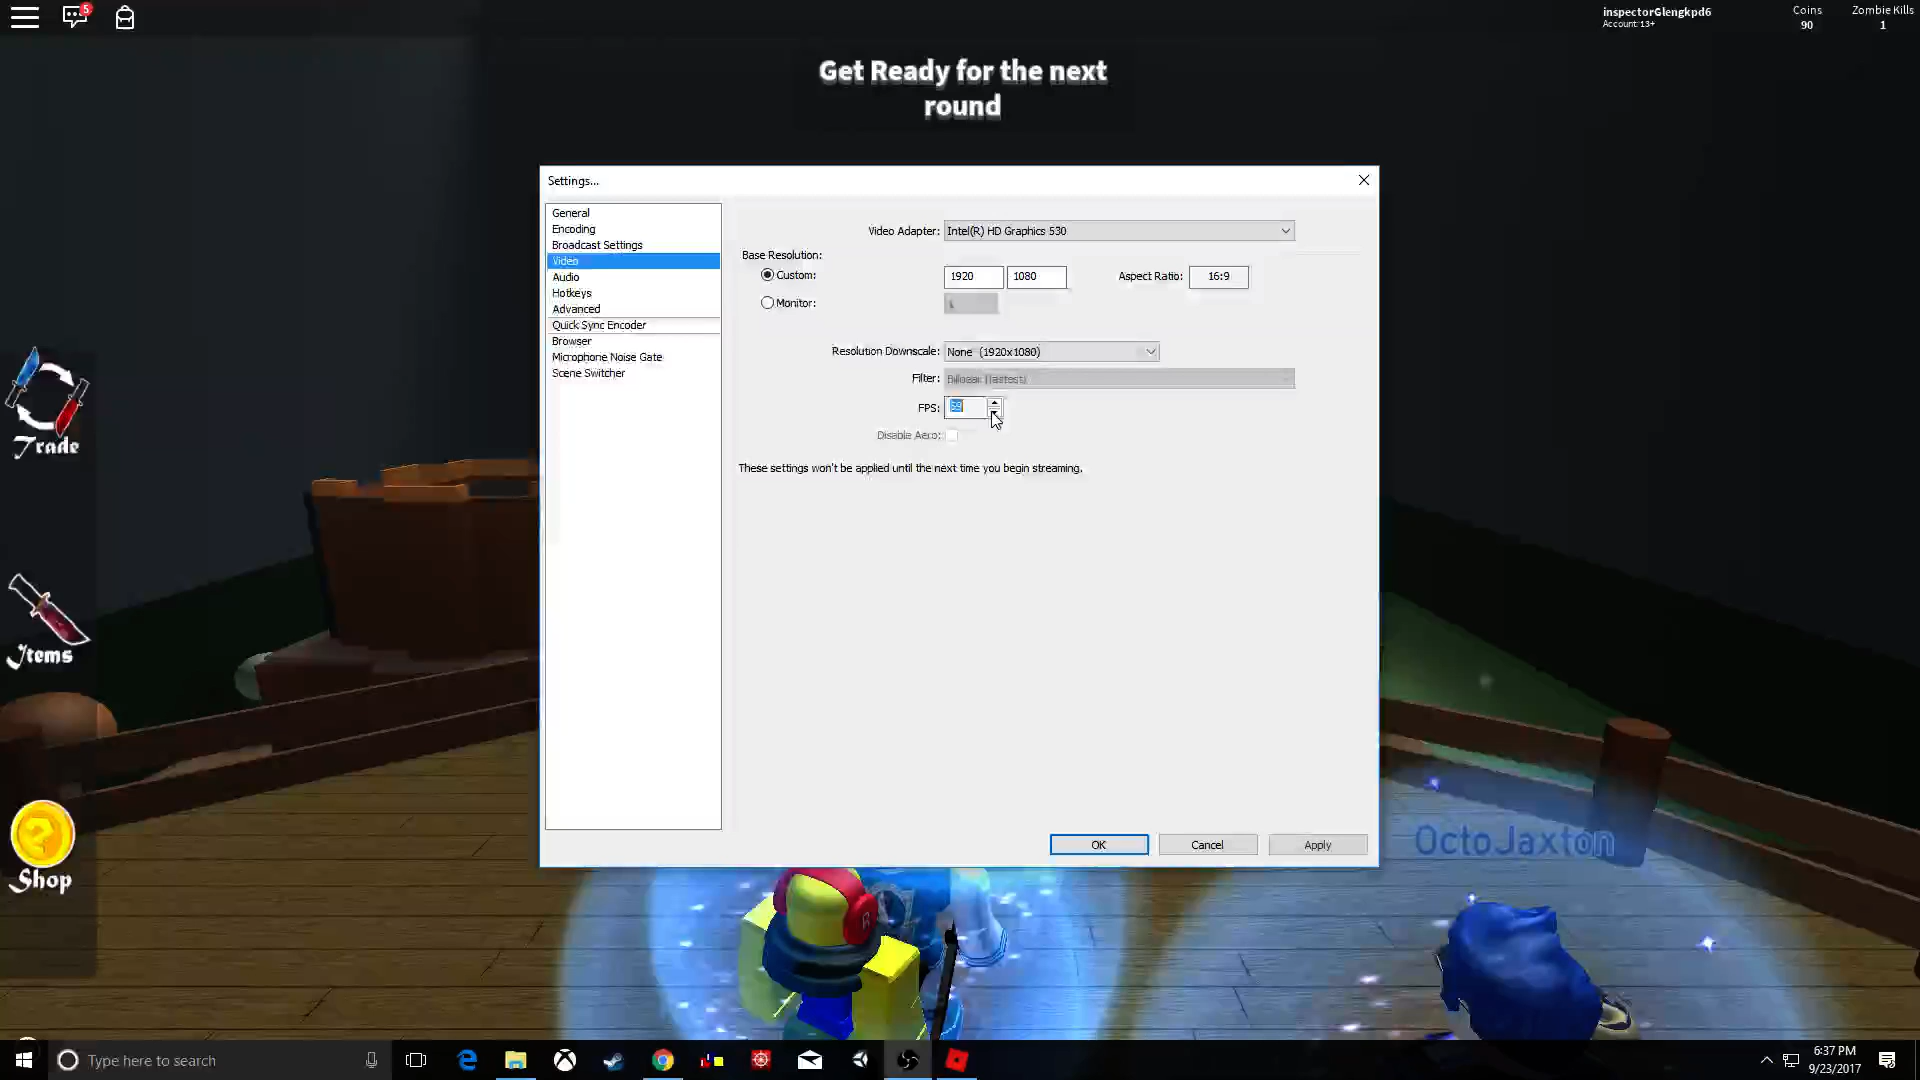 5
inspectorGlengkpd6
Account: 13+
Coins
90
Zombie Kills
1
Get Ready for the next
round
Settings...
General
Encoding
Broadcast Settings
Video
Audio
Hotkeys
Advanced
Quick Sync Encoder
Browser
Microphone Noise Gate
Scene Switcher
Video Adapter: Intel(R) HD Graphics 530
Base Resolution:
Custom: 1920 1080 Aspect Ratio: 16:9
Monitor:
Resolution Downscale: None (1920x1080)
Filter: Bilinear (fastest)
FPS: 59
Disable Aero:
These settings won't be applied until the next time you begin streaming.
OK Cancel Apply
Trade
Items
Shop
OctoJaxton
R
Type here to search
6:37 PM
9/23/2017